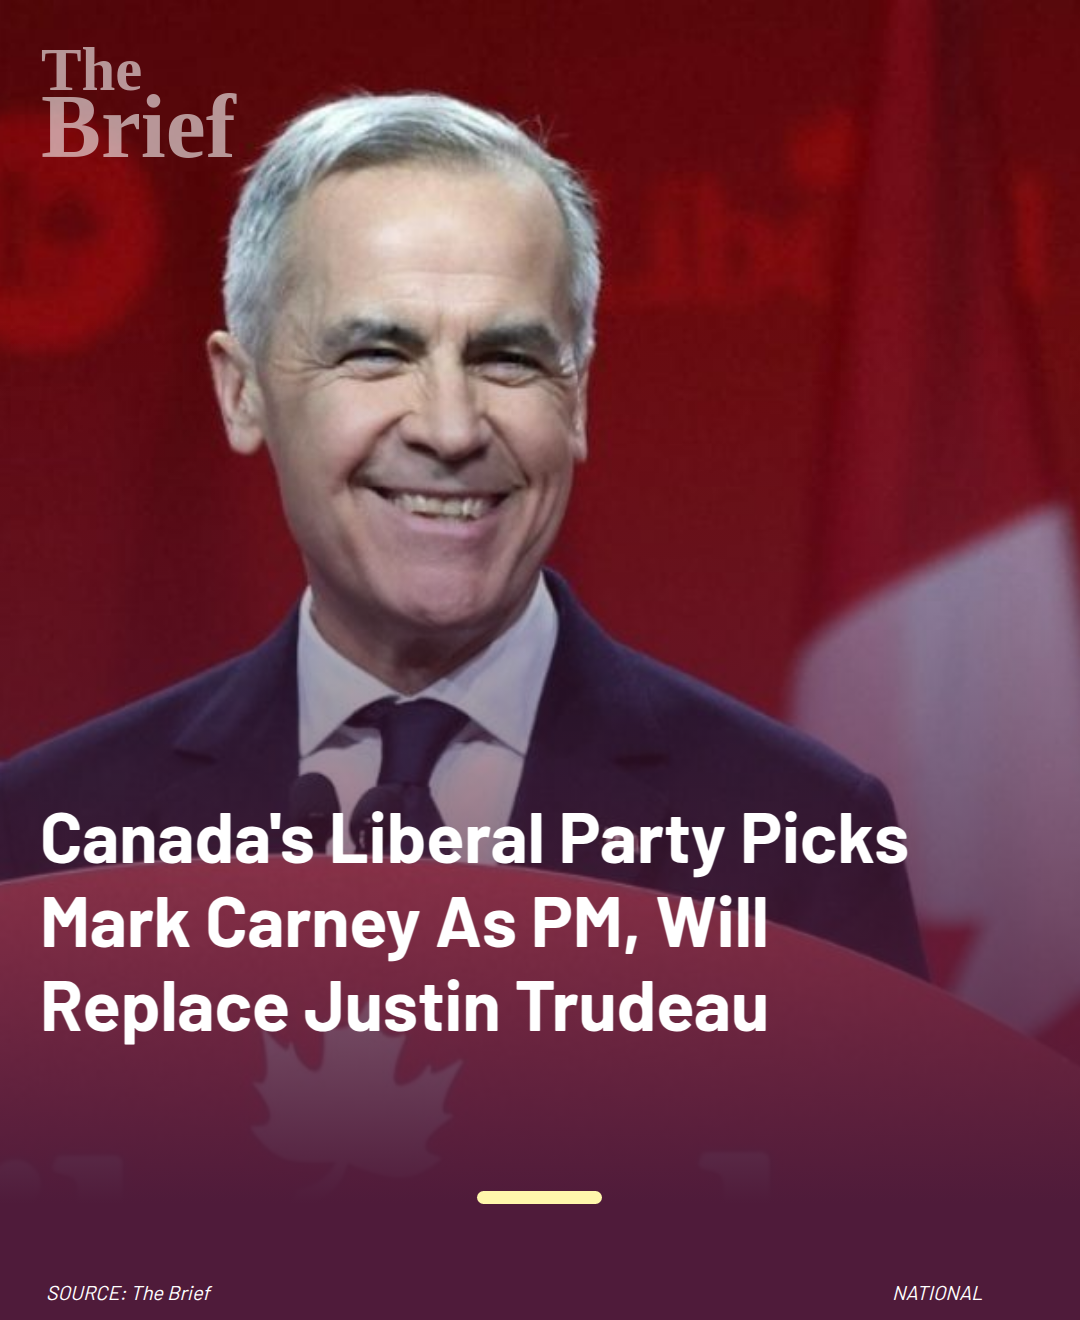 The
Brief
Canada's Liberal Party Picks
Mark Carney As PM, Will
Replace Justin Trudeau
SOURCE: The Brief
NATIONAL